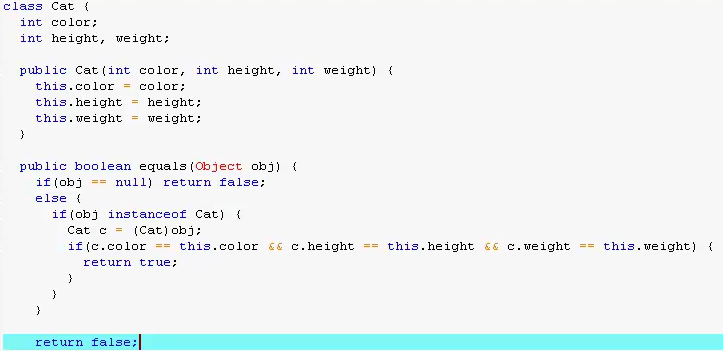 class Cat {
  int color;
  int height, weight;

  public Cat(int color, int height, int weight) {
    this.color = color;
    this.height = height;
    this.weight = weight;
  }

  public boolean equals(Object obj) {
    if(obj == null) return false;
    else {
      if(obj instanceof Cat) {
        Cat c = (Cat)obj;
        if(c.color == this.color && c.height == this.height && c.weight == this.weight) {
          return true;
        }
      }
    }

    return false;